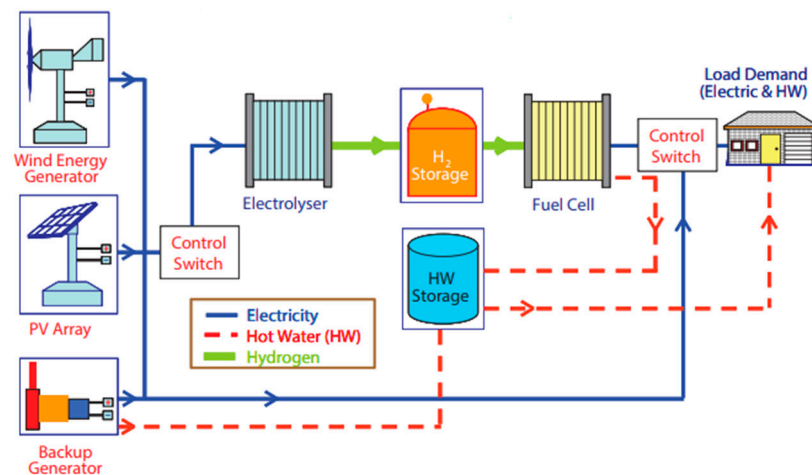 Wind Energy
Generator
PV Array
Backup
Generator
Control
Switch
Electrolyser
H2
Storage
Fuel Cell
HW
Storage
Control
Switch
Load Demand
(Electric & HW)
Electricity
Hot Water (HW)
Hydrogen